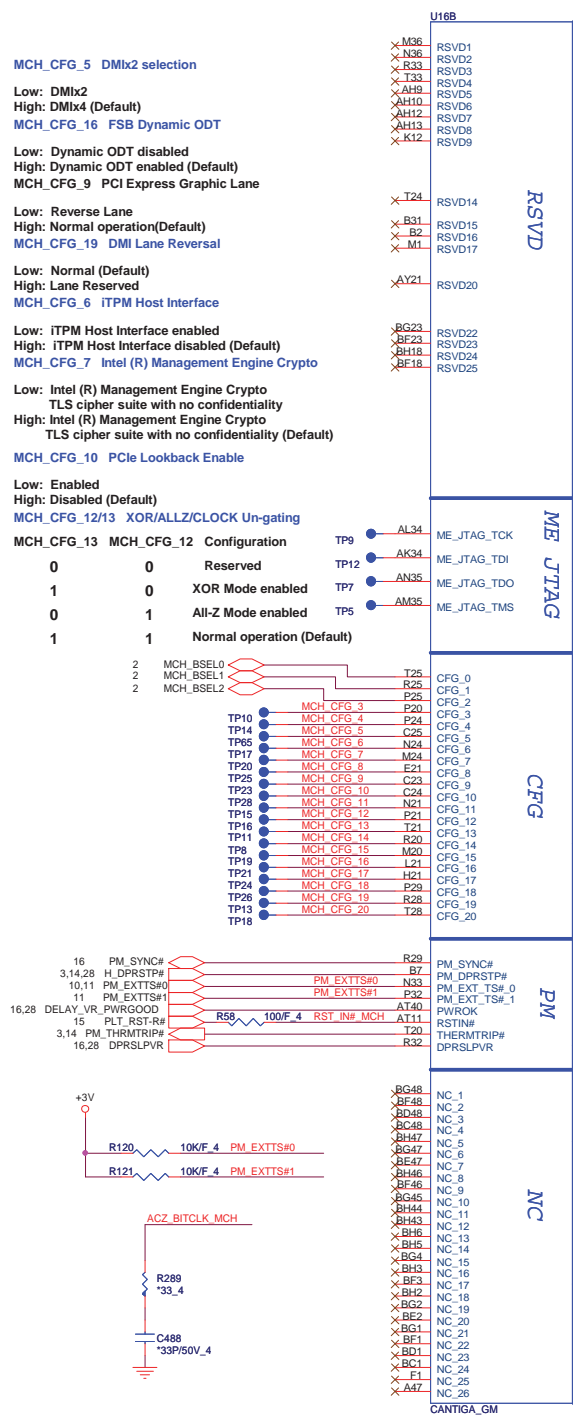 U16B
MCH_CFG_5 DMIx2 selection
Low: DMIx2
High: DMIx4 (Default)
MCH_CFG_16 FSB Dynamic ODT
Low: Dynamic ODT disabled
High: Dynamic ODT enabled (Default)
MCH_CFG_9 PCI Express Graphic Lane
Low: Reverse Lane
High: Normal operation(Default)
MCH_CFG_19 DMI Lane Reversal
Low: Normal (Default)
High: Lane Reserved
MCH_CFG_6 iTPM Host Interface
Low: iTPM Host Interface enabled
High: iTPM Host Interface disabled (Default)
MCH_CFG_7 Intel (R) Management Engine Crypto
Low: Intel (R) Management Engine Crypto
TLS cipher suite with no confidentiality
High: Intel (R) Management Engine Crypto
TLS cipher suite with no confidentiality (Default)
MCH_CFG_10 PCIe Lookback Enable
Low: Enabled
High: Disabled (Default)
MCH_CFG_12/13 XOR/ALLZ/CLOCK Un-gating
MCH_CFG_13 MCH_CFG_12 Configuration
0 0 Reserved
1 0 XOR Mode enabled
0 1 All-Z Mode enabled
1 1 Normal operation (Default)
M36 RSVD1
N36 RSVD2
R33 RSVD3
T33 RSVD4
AH9 RSVD5
AH10 RSVD6
AH12 RSVD7
AH13 RSVD8
K12 RSVD9
T24 RSVD14
B31 RSVD15
B2 RSVD16
M1 RSVD17
AY21 RSVD20
BG23 RSVD22
BF23 RSVD23
BH18 RSVD24
BF18 RSVD25
RSVD
TP9 AL34 ME_JTAG_TCK
TP12 AK34 ME_JTAG_TDI
TP7 AN35 ME_JTAG_TDO
TP5 AM35 ME_JTAG_TMS
ME JTAG
2 MCH_BSEL0 T25 CFG_0
2 MCH_BSEL1 R25 CFG_1
2 MCH_BSEL2 P25 CFG_2
TP10 MCH_CFG_3 P20 CFG_3
TP14 MCH_CFG_4 P24 CFG_4
TP65 MCH_CFG_5 C25 CFG_5
TP17 MCH_CFG_6 N24 CFG_6
TP20 MCH_CFG_7 M24 CFG_7
TP25 MCH_CFG_8 E21 CFG_8
TP23 MCH_CFG_9 C23 CFG_9
TP28 MCH_CFG_10 C24 CFG_10
TP15 MCH_CFG_11 N21 CFG_11
TP16 MCH_CFG_12 P21 CFG_12
TP11 MCH_CFG_13 T21 CFG_13
TP8 MCH_CFG_14 R20 CFG_14
TP19 MCH_CFG_15 M20 CFG_15
TP21 MCH_CFG_16 L21 CFG_16
TP24 MCH_CFG_17 H21 CFG_17
TP26 MCH_CFG_18 P29 CFG_18
TP13 MCH_CFG_19 R28 CFG_19
TP18 MCH_CFG_20 T28 CFG_20
CFG
16 PM_SYNC# R29 PM_SYNC#
3,14,28 H_DPRSTP# B7 PM_DPRSTP#
10,11 PM_EXTTS#0 PM_EXTTS#0 N33 PM_EXT_TS#_0
11 PM_EXTTS#1 PM_EXTTS#1 P32 PM_EXT_TS#_1
16,28 DELAY_VR_PWRGOOD AT40 PWROK
15 PLT_RST-R# R58 100/F_4 RST_IN#_MCH AT11 RSTIN#
3,14 PM_THRMTRIP# T20 THERMTRIP#
16,28 DPRSLPVR R32 DPRSLPVR
PM
+3V
R120 10K/F_4 PM_EXTTS#0
R121 10K/F_4 PM_EXTTS#1
ACZ_BITCLK_MCH
R289
*33_4
C488
*33P/50V_4
BG48 NC_1
BF48 NC_2
BD48 NC_3
BC48 NC_4
BH47 NC_5
BG47 NC_6
BE47 NC_7
BH46 NC_8
BF46 NC_9
BG45 NC_10
BH44 NC_11
BH43 NC_12
BH6 NC_13
BH5 NC_14
BG4 NC_15
BH3 NC_16
BF3 NC_17
BH2 NC_18
BG2 NC_19
BE2 NC_20
BG1 NC_21
BF1 NC_22
BD1 NC_23
BC1 NC_24
F1 NC_25
A47 NC_26
NC
CANTIGA_GM